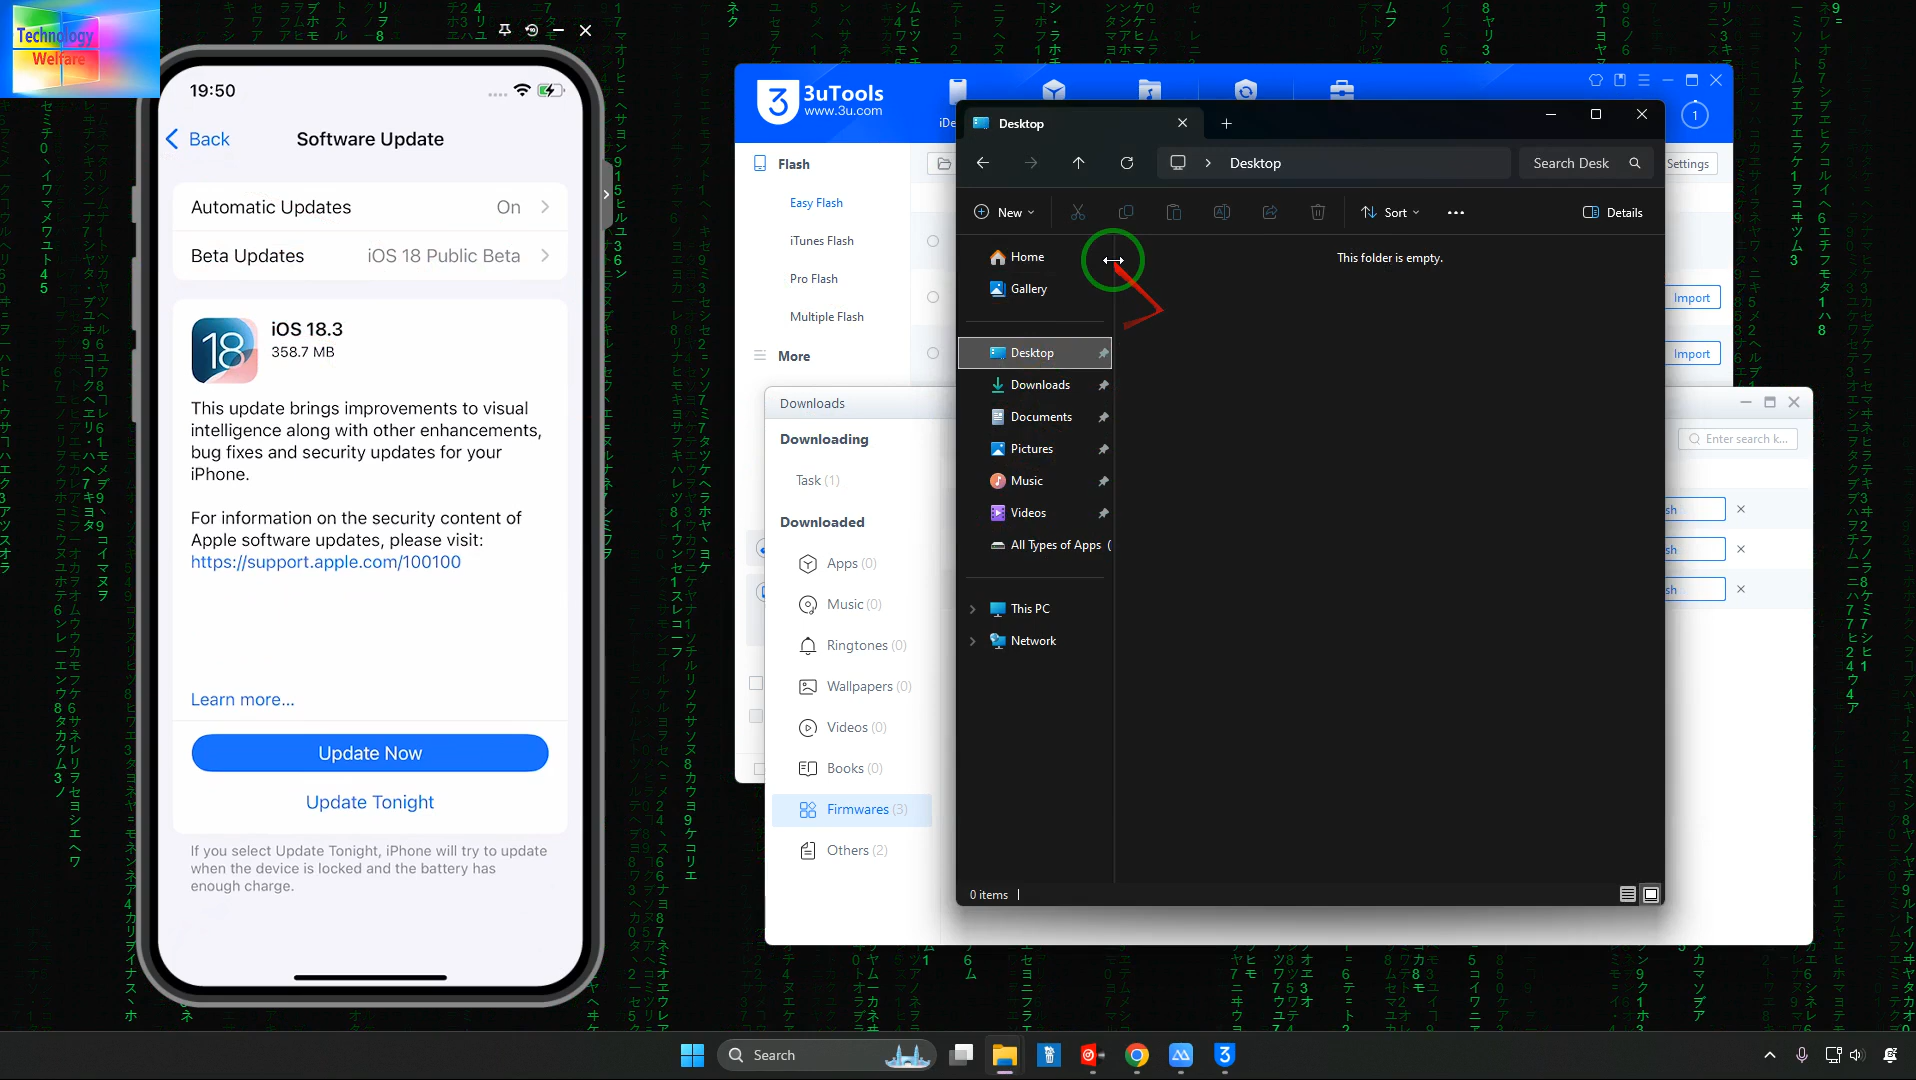 Technology
Welfare
19:50
Back
Software Update
Automatic Updates
On
Beta Updates
iOS 18 Public Beta
iOS 18.3
358.7 MB
This update brings improvements to visual
intelligence along with other enhancements,
bug fixes and security updates for your
iPhone.
For information on the security content of
Apple software updates, please visit:
https://support.apple.com/100100
Learn more...
Update Now
Update Tonight
If you select Update Tonight, iPhone will try to update
when the device is locked and the battery has
enough charge.
3uTools
www.3u.com
1
Flash
Easy Flash
iTunes Flash
Pro Flash
Multiple Flash
More
Settings
Import
Import
Downloads
Enter search k...
Downloading
Task (1)
Downloaded
Apps (0)
Music (0)
Ringtones (0)
Wallpapers (0)
Videos (0)
Books (0)
Firmwares (3)
Others (2)
Desktop
Desktop
Search Desk
New
Sort
Details
Home
Gallery
This folder is empty.
Desktop
Downloads
Documents
Pictures
Music
Videos
All Types of Apps (
This PC
Network
0 items
Search